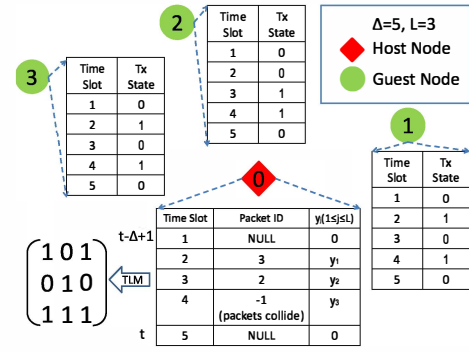 Δ=5, L=3
Host Node
Guest Node
2
Time Slot Tx State
1 0
2 0
3 1
4 1
5 0
3
Time Slot Tx State
1 0
2 1
3 0
4 1
5 0
1
Time Slot Tx State
1 0
2 1
3 0
4 1
5 0
0
t-Δ+1
t
Time Slot Packet ID yⱼ(1≤j≤L)
1 NULL 0
2 3 y₁
3 2 y₂
4 -1 y₃
(packets collide)
5 NULL 0
TLM
1 0 1
0 1 0
1 1 1